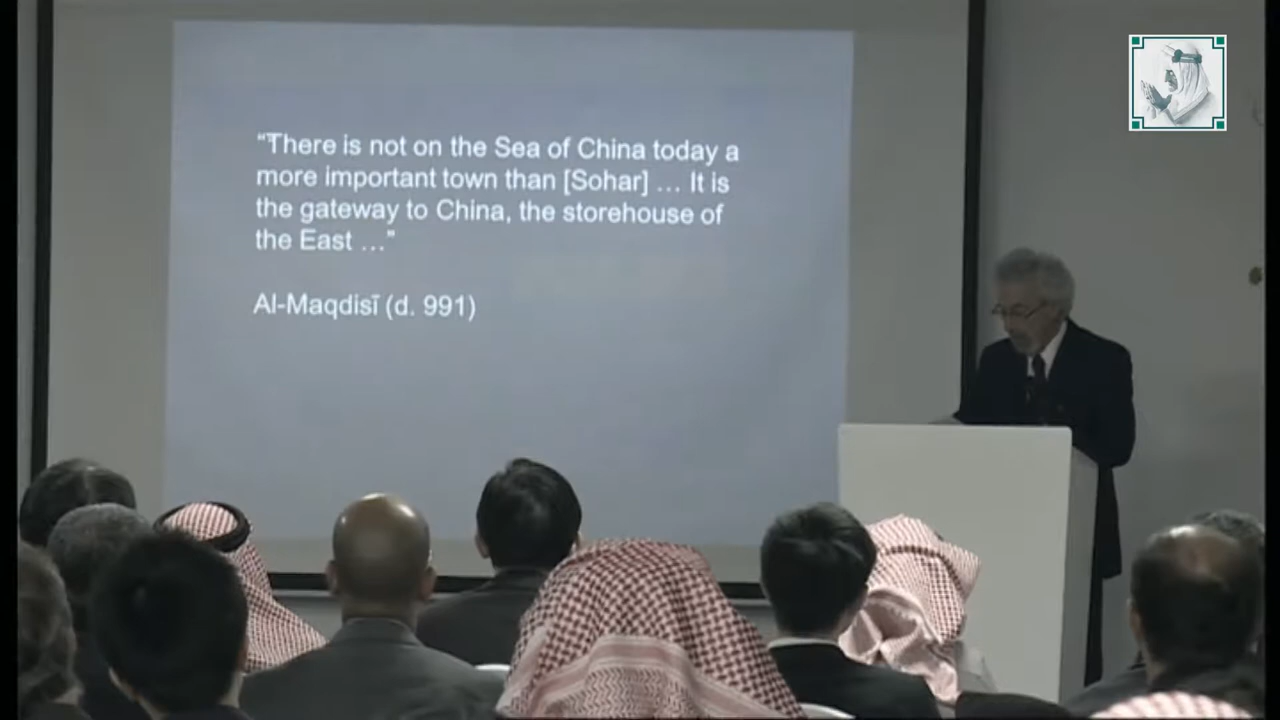 “There is not on the Sea of China today a
more important town than [Sohar] … It is
the gateway to China, the storehouse of
the East …”
Al-Maqdisī (d. 991)